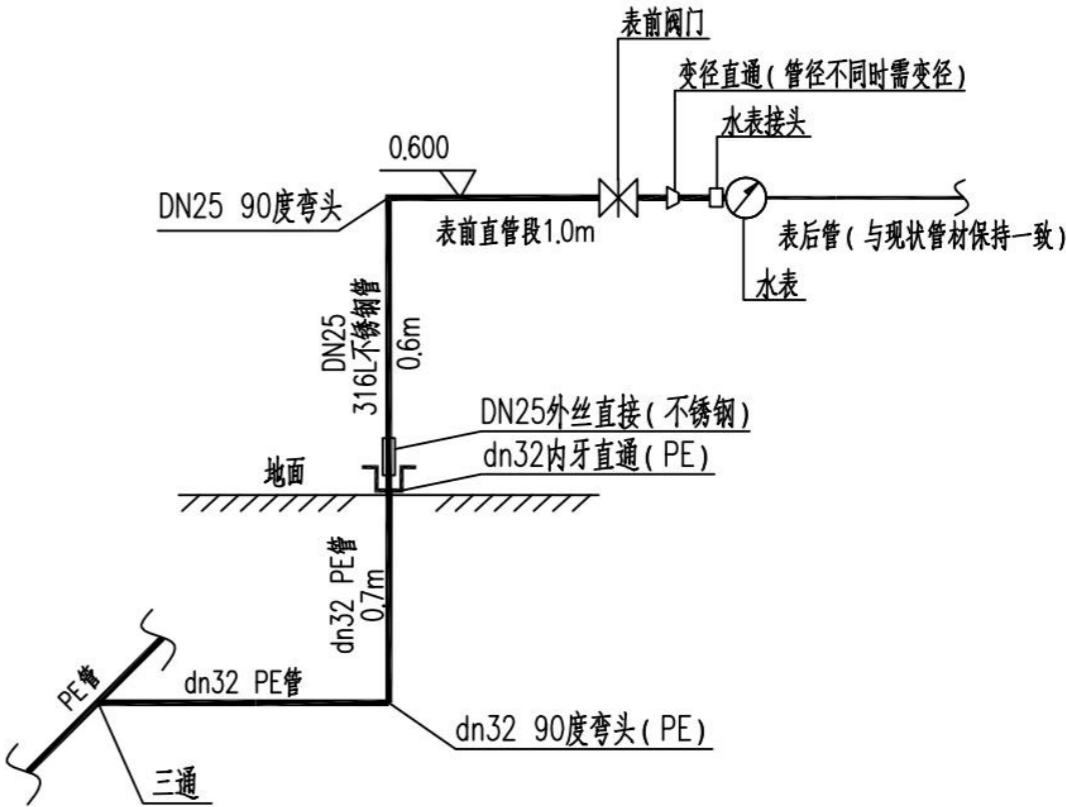 表前阀门
变径直通(管径不同时需变径)
水表接头
0.600
DN25 90度弯头
表前直管段1.0m
表后管(与现状管材保持一致)
水表
DN25
316L不锈钢管
0.6m
DN25外丝直接(不锈钢)
dn32内牙直通(PE)
地面
dn32 PE管
0.7m
PE管
dn32 PE管
dn32 90度弯头(PE)
三通